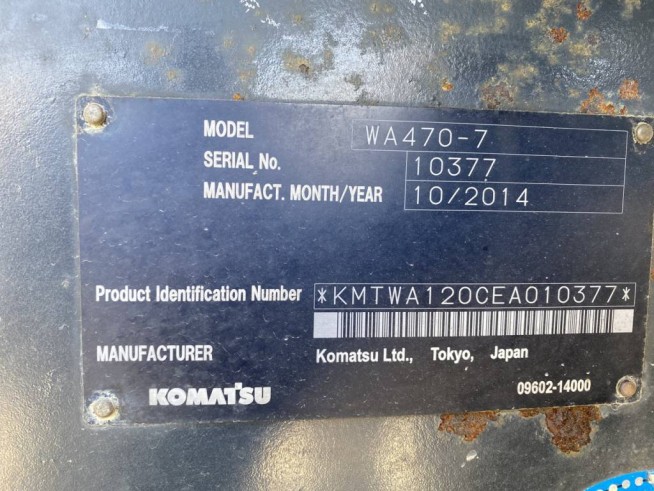 MODEL WA470-7
SERIAL No. 10377
MANUFACT. MONTH/YEAR 10/2014
Product Identification Number *KMTWA120CEA010377*
MANUFACTURER Komatsu Ltd., Tokyo, Japan
KOMATSU 09602-14000